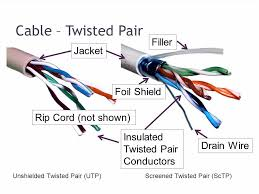 Cable – Twisted Pair
Filler
Jacket
Foil Shield
Rip Cord (not shown)
Insulated
Twisted Pair
Conductors
Drain Wire
Unshielded Twisted Pair (UTP)
Screened Twisted Pair (ScTP)